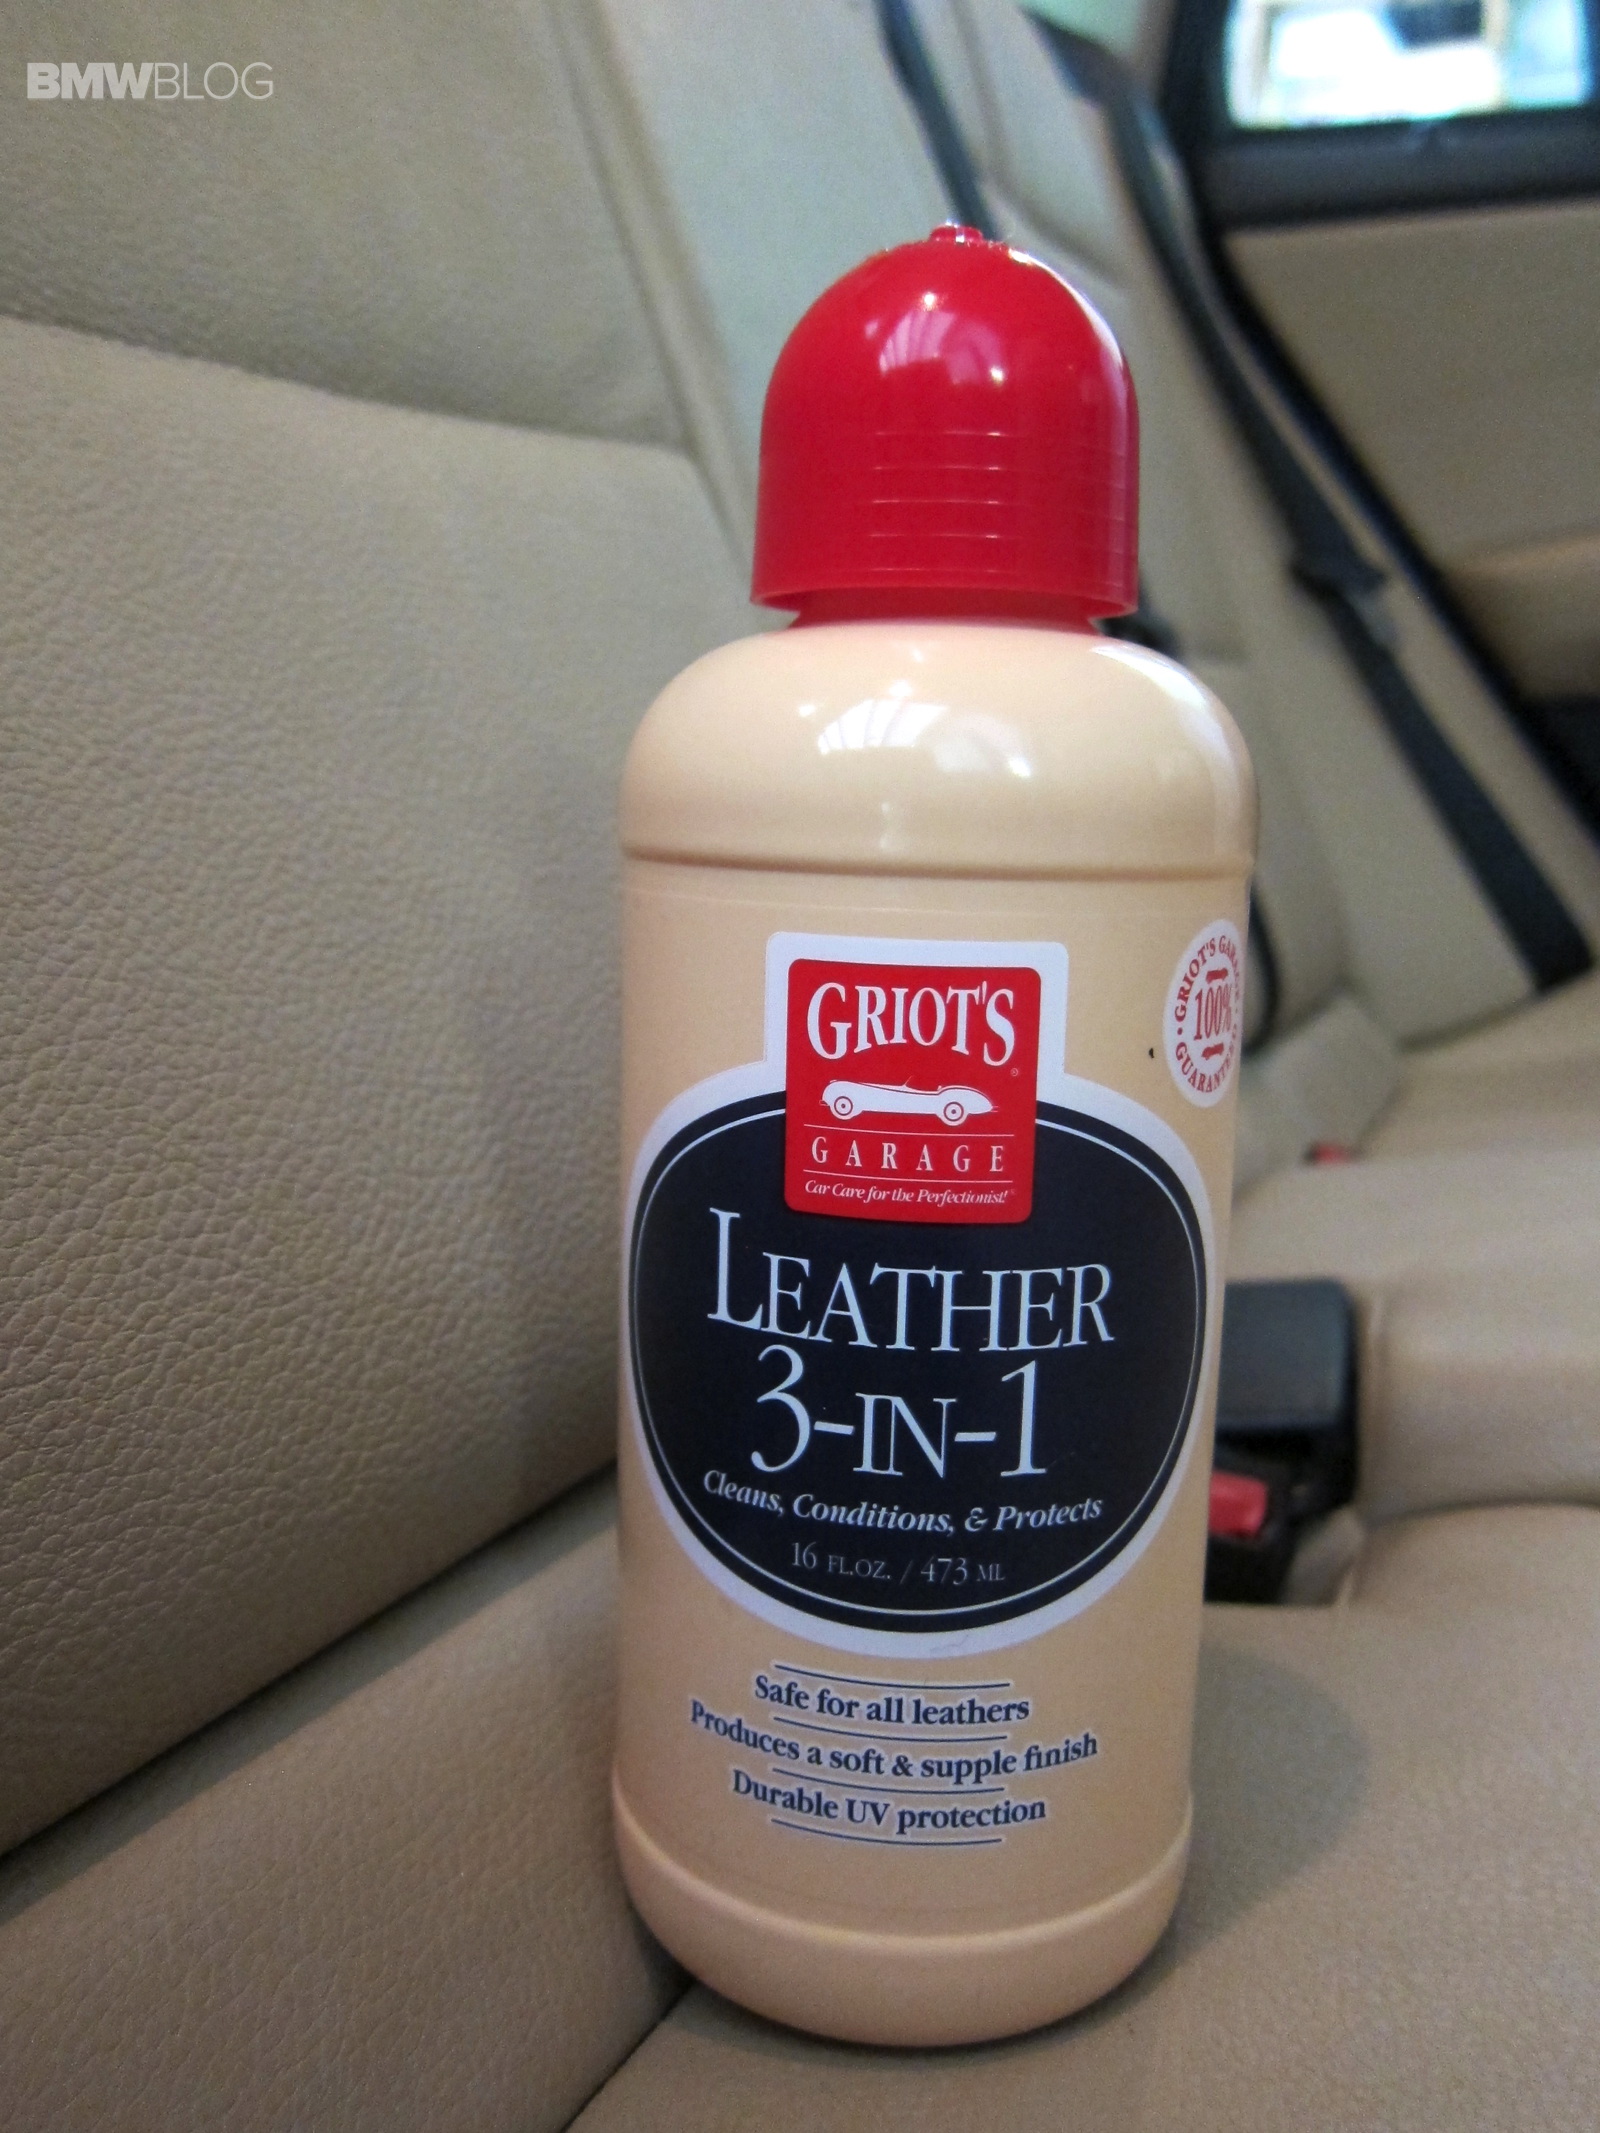 BMWBLOG
GRIOT'S
GARAGE
Car Care for the Perfectionist!
GRIOT'S
100%
LEATHER
3-IN-1
Cleans, Conditions, & Protects
16 FL.OZ. / 473 ML
Safe for all leathers
Produces a soft & supple finish
Durable UV protection